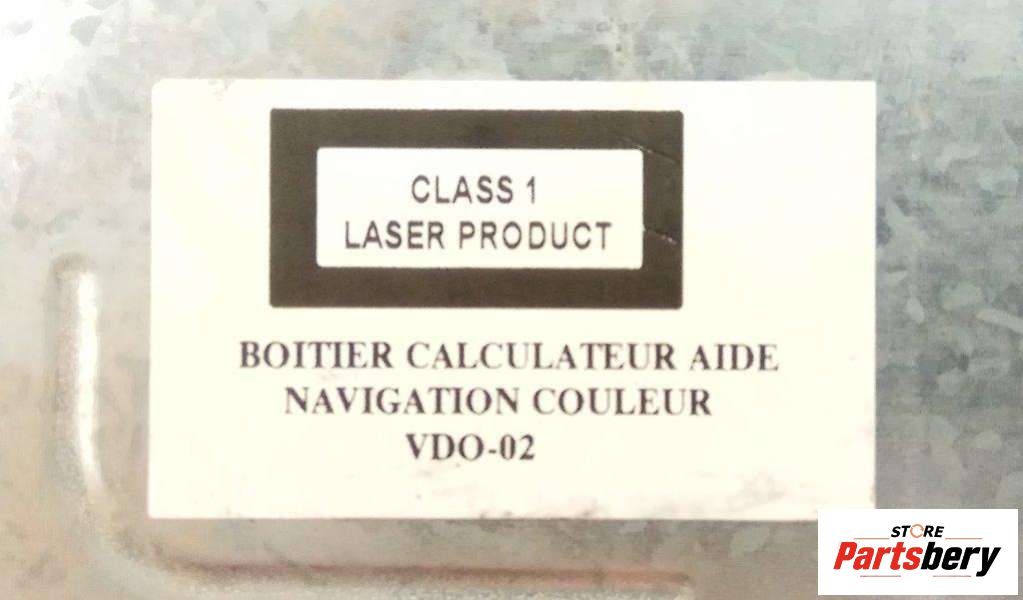 CLASS 1
LASER PRODUCT
BOITIER CALCULATEUR AIDE
NAVIGATION COULEUR
VDO-02
STORE
Partsbery